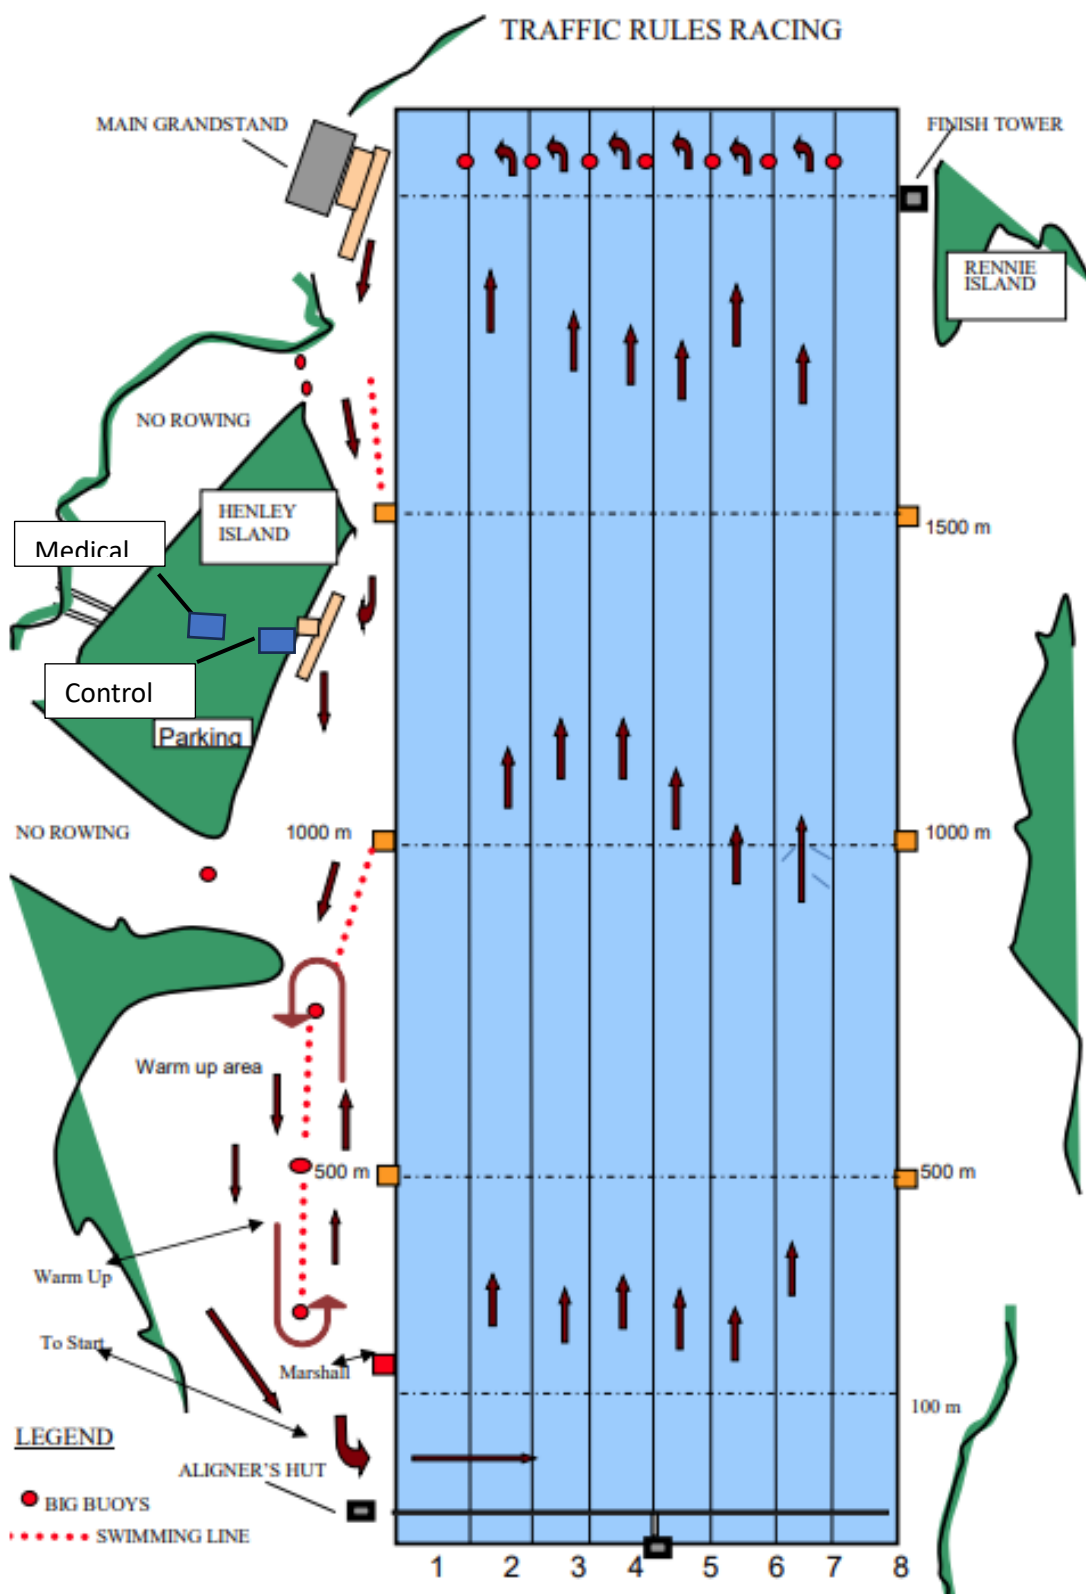 TRAFFIC RULES RACING
MAIN GRANDSTAND
FINISH TOWER
RENNIE
ISLAND
NO ROWING
HENLEY
ISLAND
1500 m
Medical
Control
Parking
NO ROWING
1000 m
1000 m
Warm up area
500 m
500 m
Warm Up
To Start
Marshall
100 m
LEGEND
ALIGNER'S HUT
BIG BUOYS
SWIMMING LINE
1 2 3 4 5 6 7 8